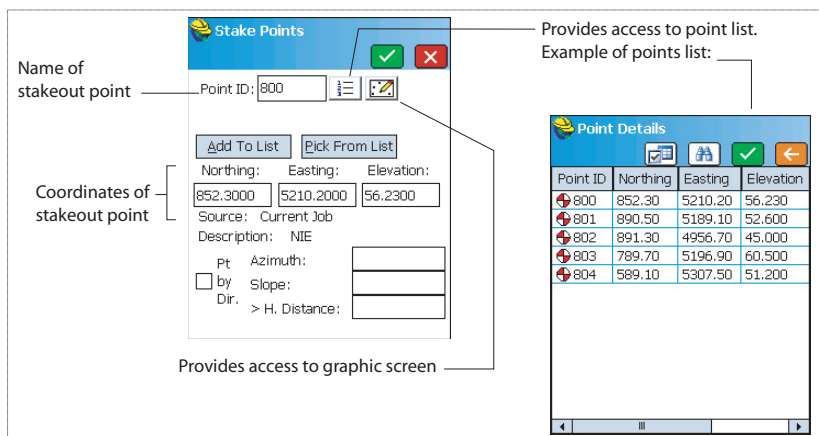 Stake Points
Provides access to point list.
Example of points list:
Name of
stakeout point
Point ID: 800
Add To List Pick From List
Northing: Easting: Elevation:
852.3000 5210.2000 56.2300
Coordinates of
stakeout point
Source: Current Job
Description: NIE
Pt
by
Dir.
Azimuth:
Slope:
> H. Distance:
Provides access to graphic screen
Point Details
Point ID Northing Easting Elevation
800 852.30 5210.20 56.230
801 890.50 5189.10 52.600
802 891.30 4956.70 45.000
803 789.70 5196.90 60.500
804 589.10 5307.50 51.200